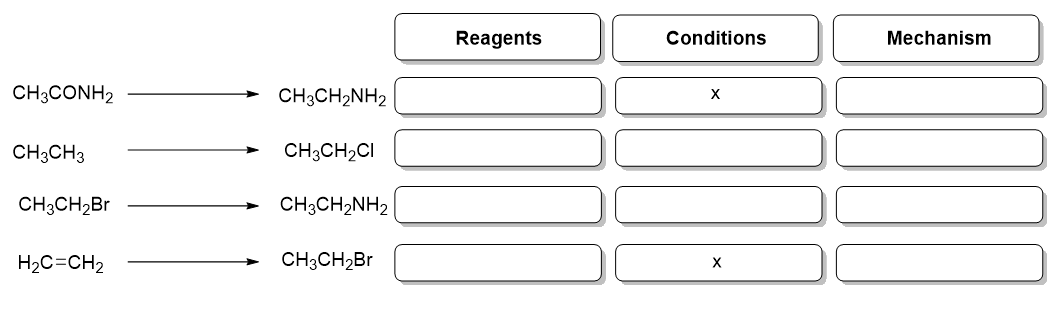 Reagents Conditions Mechanism
CH₃CONH₂ CH₃CH₂NH₂ x
CH₃CH₃ CH₃CH₂Cl
CH₃CH₂Br CH₃CH₂NH₂
H₂C=CH₂ CH₃CH₂Br x